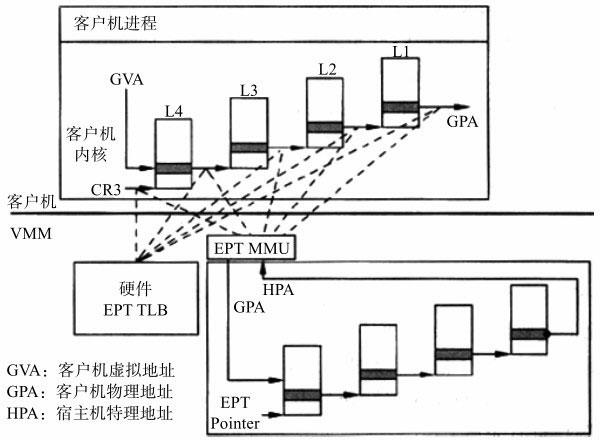 客户机进程
L1
L2
GVA
L3
L4
GPA
客户机
内核
CR3
客户机
VMM
EPT MMU
硬件
EPT TLB
HPA
GPA
GVA：客户机虚拟地址
GPA：客户机物理地址
HPA：宿主机特理地址
EPT
Pointer